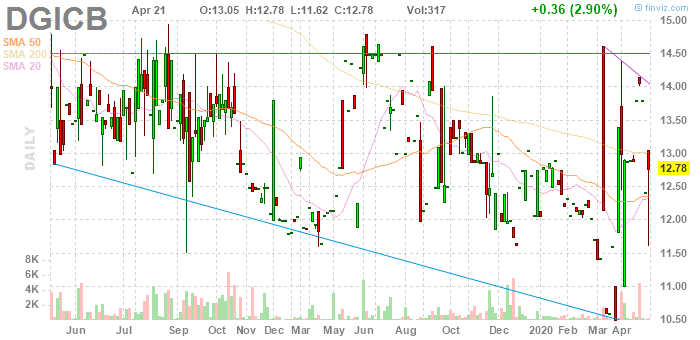 DGICB
Apr 21
O:13.05
H:12.78
L:11.62
C:12.78
Vol:317
+0.36 (2.90%)
© finviz.com
SMA 50
SMA 200
SMA 20
DAILY
15.00
14.50
14.00
13.50
13.00
12.78
12.50
12.00
11.50
11.00
10.50
8K
6K
4K
2K
Jun
Jul
Aug
Sep
Oct
Nov
Dec
Mar
Apr
May
Jun
Aug
Oct
Nov
Dec
2020
Feb
Mar
Apr